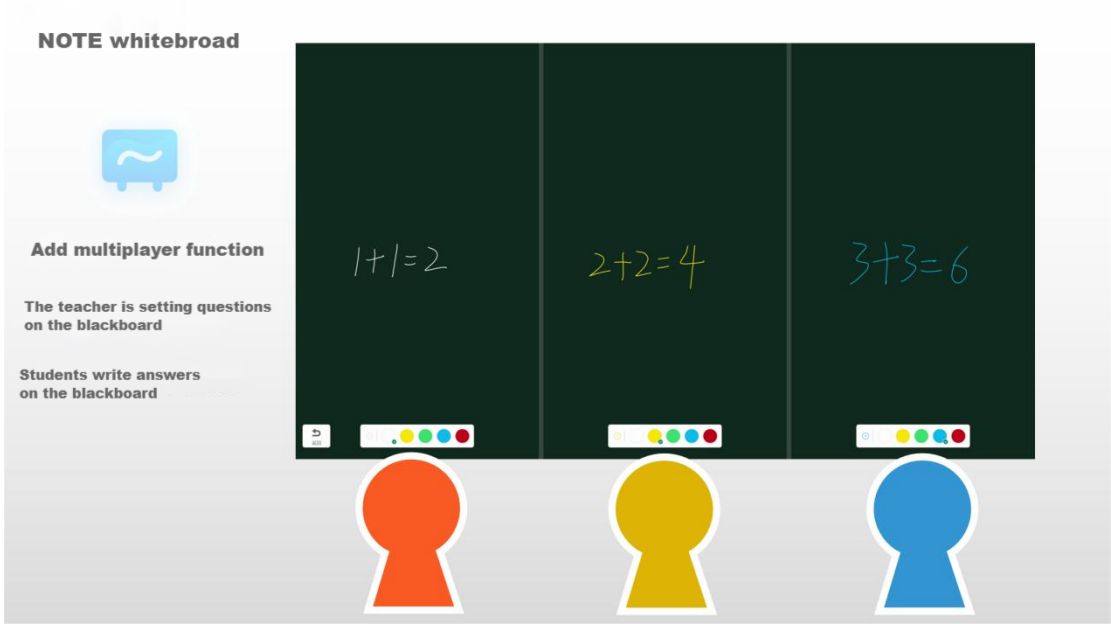 NOTE whitebroad
Add multiplayer function
The teacher is setting questions
on the blackboard
Students write answers
on the blackboard
1+1=2
2+2=4
3+3=6